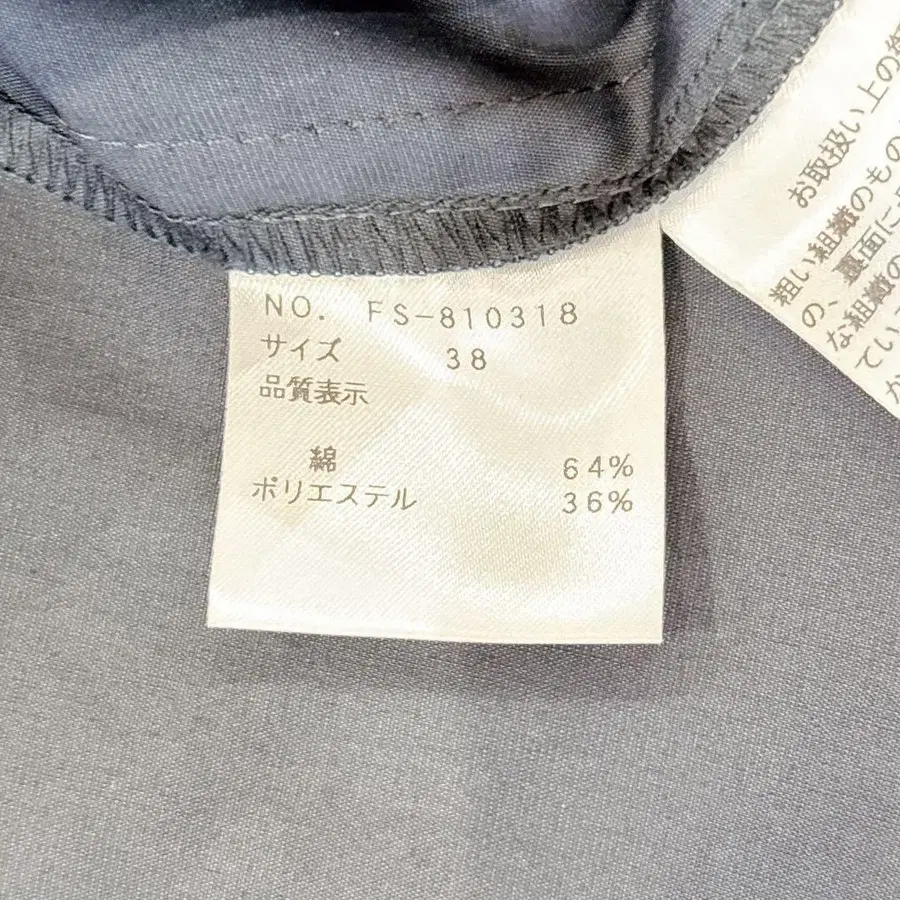 NO. FS-810318
サイズ 38
品質表示
綿 64%
ポリエステル 36%
お取扱い上の
粗い組織のもの
の、裏面に
な組織の
てい
か